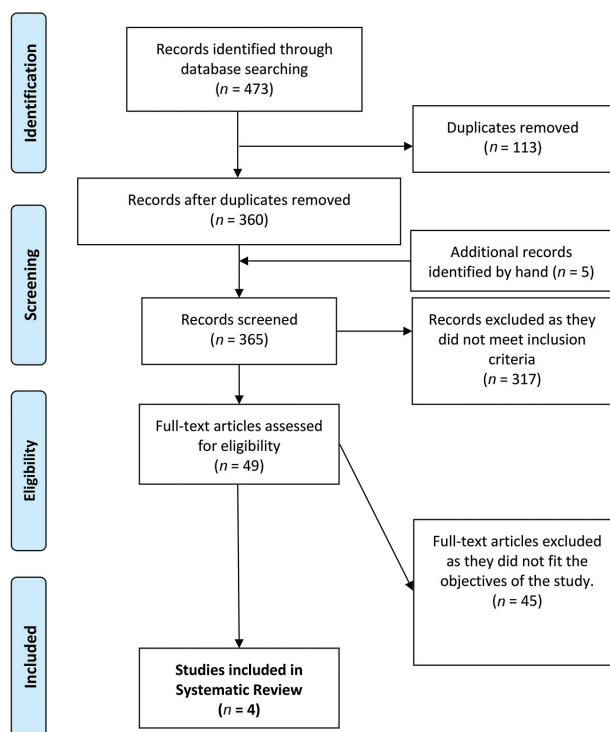 Identification
Records identified through
database searching
(n = 473)
Duplicates removed
(n = 113)
Records after duplicates removed
(n = 360)
Screening
Additional records
identified by hand (n = 5)
Records screened
(n = 365)
Records excluded as they
did not meet inclusion
criteria
(n = 317)
Eligibility
Full-text articles assessed
for eligibility
(n = 49)
Full-text articles excluded
as they did not fit the
objectives of the study.
(n = 45)
Included
Studies included in
Systematic Review
(n = 4)